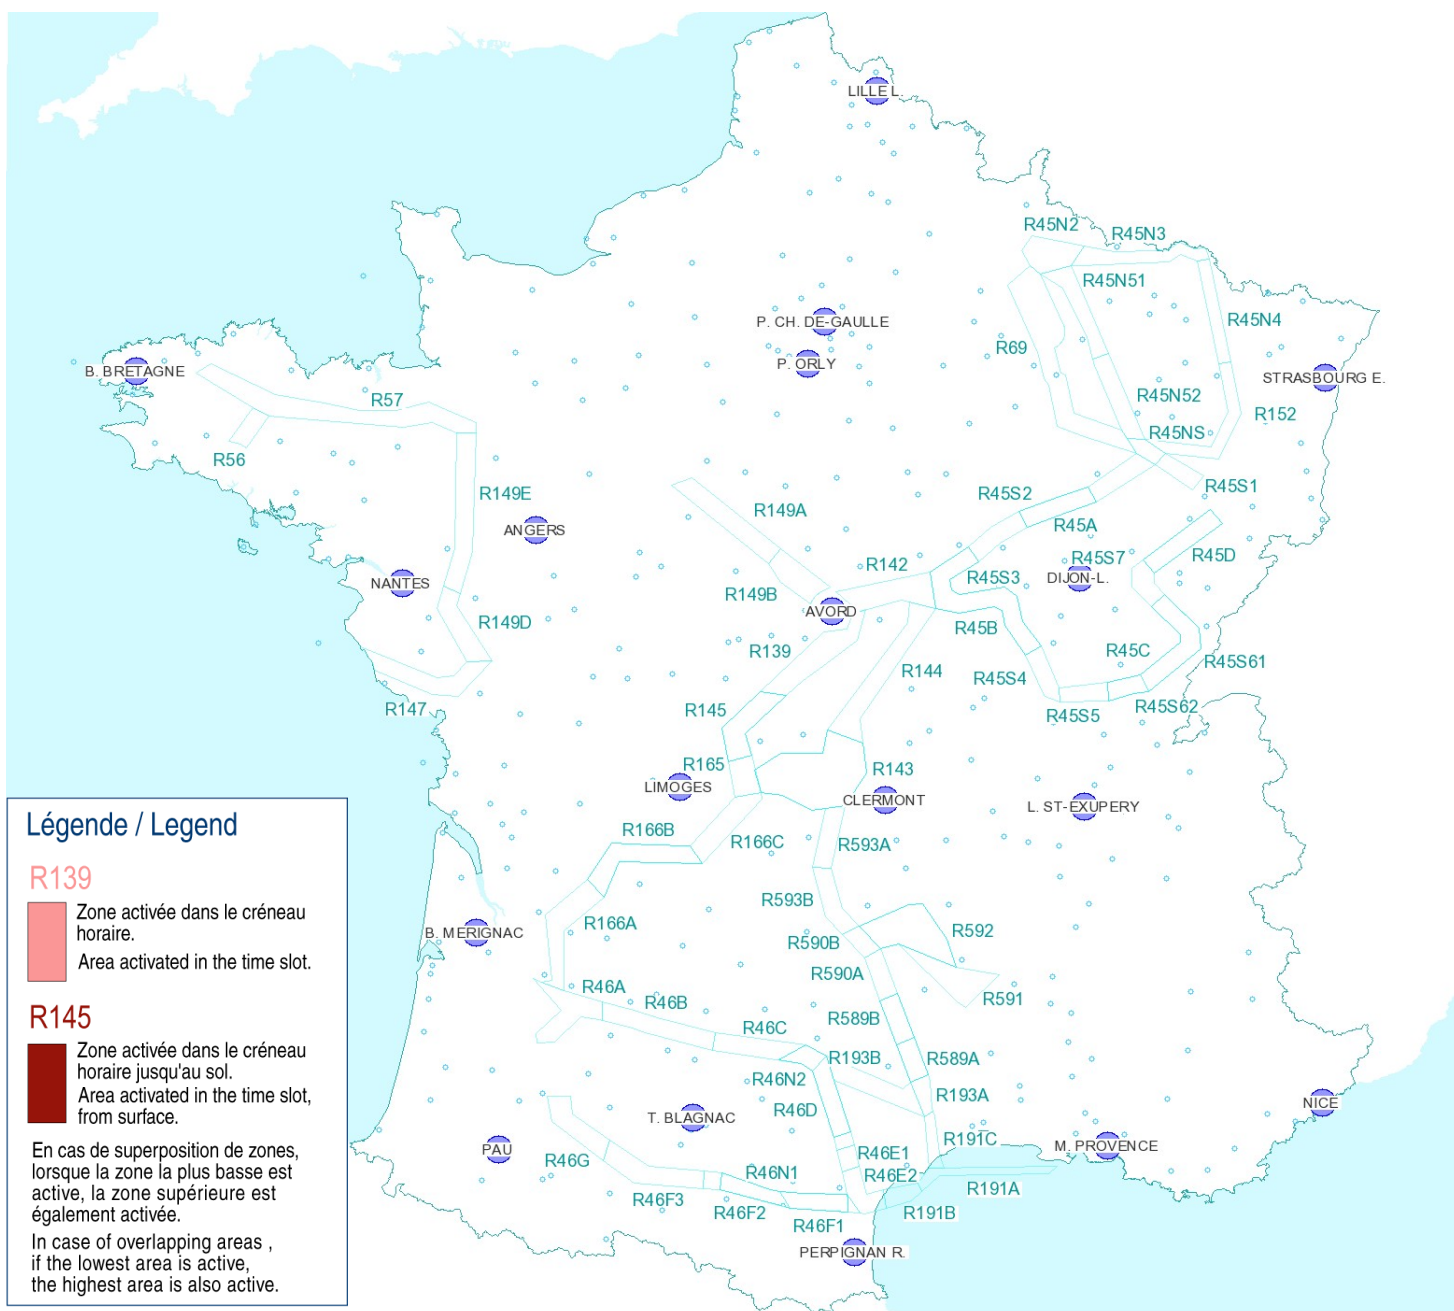 LILLE L.
R45N2
R45N3
R45N51
P. CH. DE-GAULLE
R45N4
R69
P. ORLY
B. BRETAGNE
STRASBOURG E.
R57
R45N52
R152
R45NS
R56
R149E
R45S2
R45S1
R149A
ANGERS
R45A
R45S7
R45D
R142
NANTES
R45S3
DIJON-L.
R149B
AVORD
R149D
R45B
R139
R45C
R45S61
R144
R45S4
R147
R145
R45S5
R45S62
R165
R143
LIMOGES
CLERMONT
L. ST-EXUPERY
R166B
R166C
R593A
R593B
R166A
B. MERIGNAC
R592
R590B
R590A
R46A
R46B
R591
R46C
R589B
R193B
R589A
R46N2
R193A
R46D
NICE
T. BLAGNAC
R191C
M. PROVENCE
PAU
R46E1
R46G
R46N1
R46E2
R191A
R46F3
R46F2
R191B
R46F1
PERPIGNAN R.
Légende / Legend
R139
Zone activée dans le créneau
horaire.
Area activated in the time slot.
R145
Zone activée dans le créneau
horaire jusqu'au sol.
Area activated in the time slot,
from surface.
En cas de superposition de zones,
lorsque la zone la plus basse est
active, la zone supérieure est
également activée.
In case of overlapping areas ,
if the lowest area is active,
the highest area is also active.